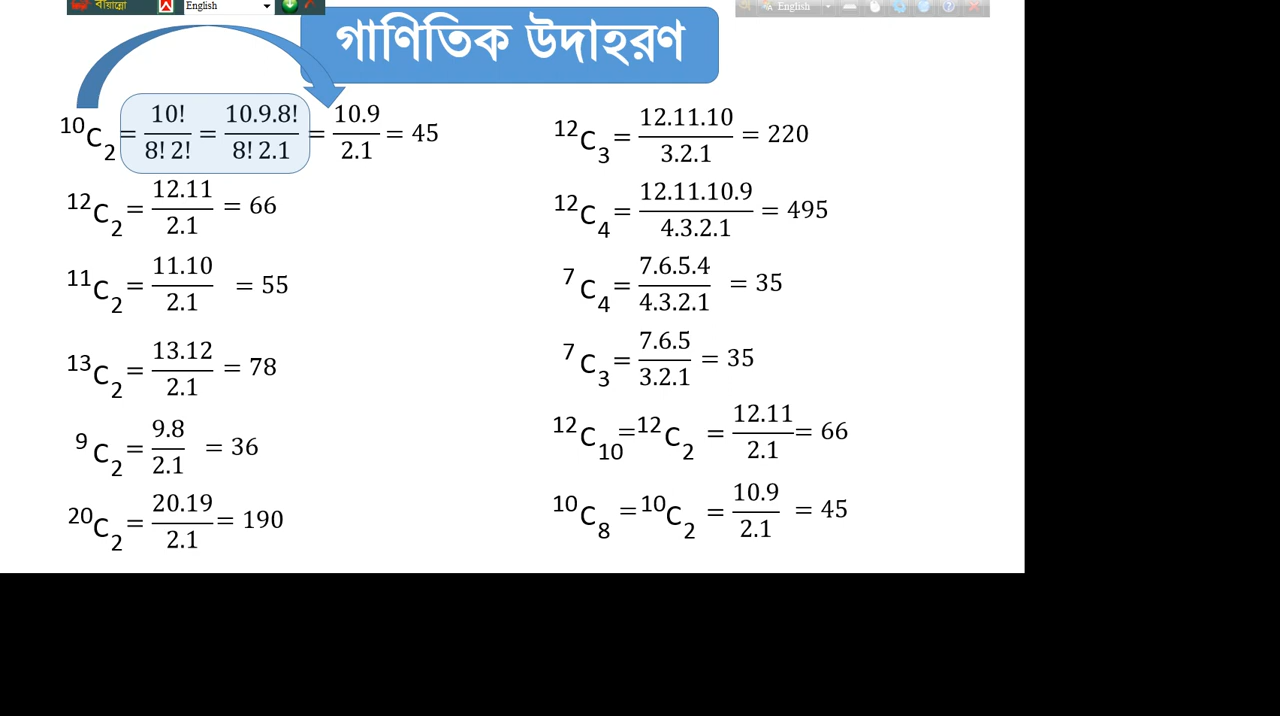 বায়ান্নো English
English
গাণিতিক উদাহরণ
¹⁰C₂ = 10!/8! 2! = 10.9.8!/8! 2.1 = 10.9/2.1 = 45
¹²C₂ = 12.11/2.1 = 66
¹¹C₂ = 11.10/2.1 = 55
¹³C₂ = 13.12/2.1 = 78
⁹C₂ = 9.8/2.1 = 36
²⁰C₂ = 20.19/2.1 = 190
¹²C₃ = 12.11.10/3.2.1 = 220
¹²C₄ = 12.11.10.9/4.3.2.1 = 495
⁷C₄ = 7.6.5.4/4.3.2.1 = 35
⁷C₃ = 7.6.5/3.2.1 = 35
¹²C₁₀ = ¹²C₂ = 12.11/2.1 = 66
¹⁰C₈ = ¹⁰C₂ = 10.9/2.1 = 45